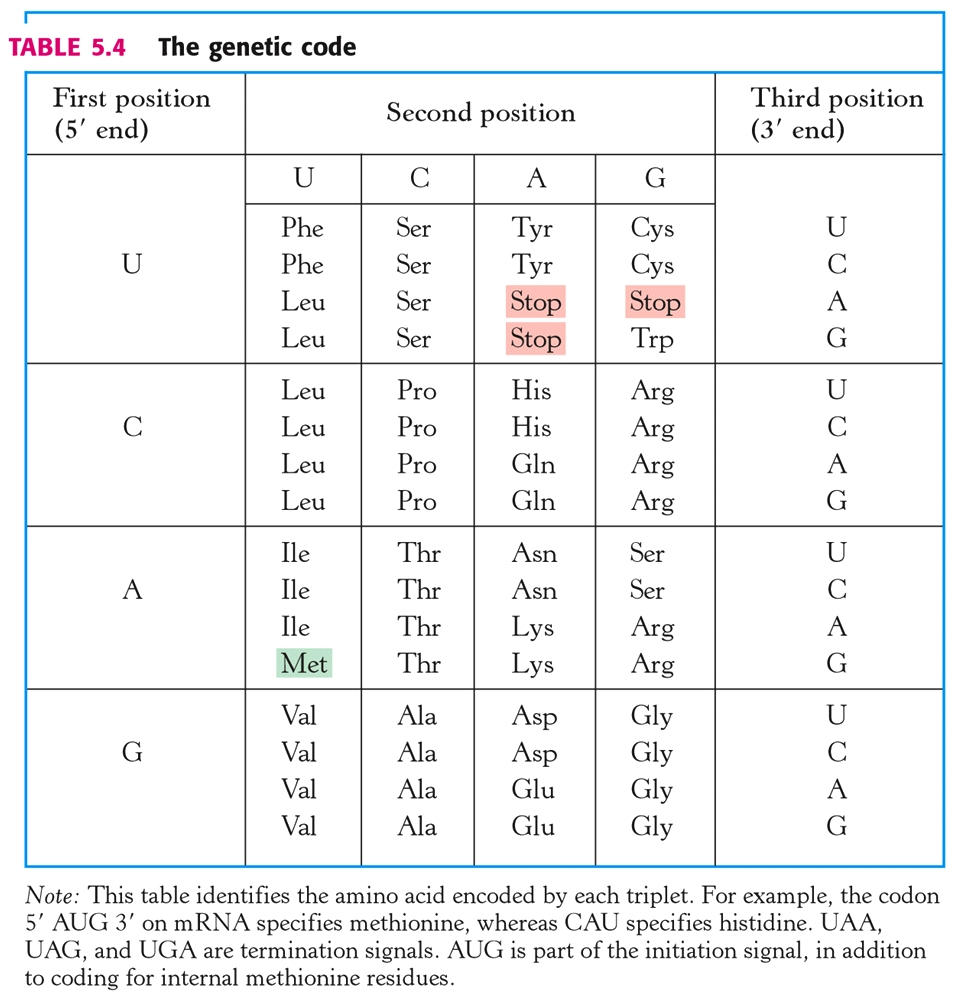 TABLE 5.4 The genetic code
First position Second position Third position
(5′ end) (3′ end)
U C A G
Phe Ser Tyr Cys U
U Phe Ser Tyr Cys C
Leu Ser Stop Stop A
Leu Ser Stop Trp G
Leu Pro His Arg U
C Leu Pro His Arg C
Leu Pro Gln Arg A
Leu Pro Gln Arg G
Ile Thr Asn Ser U
A Ile Thr Asn Ser C
Ile Thr Lys Arg A
Met Thr Lys Arg G
Val Ala Asp Gly U
G Val Ala Asp Gly C
Val Ala Glu Gly A
Val Ala Glu Gly G
Note: This table identifies the amino acid encoded by each triplet. For example, the codon
5′ AUG 3′ on mRNA specifies methionine, whereas CAU specifies histidine. UAA,
UAG, and UGA are termination signals. AUG is part of the initiation signal, in addition
to coding for internal methionine residues.